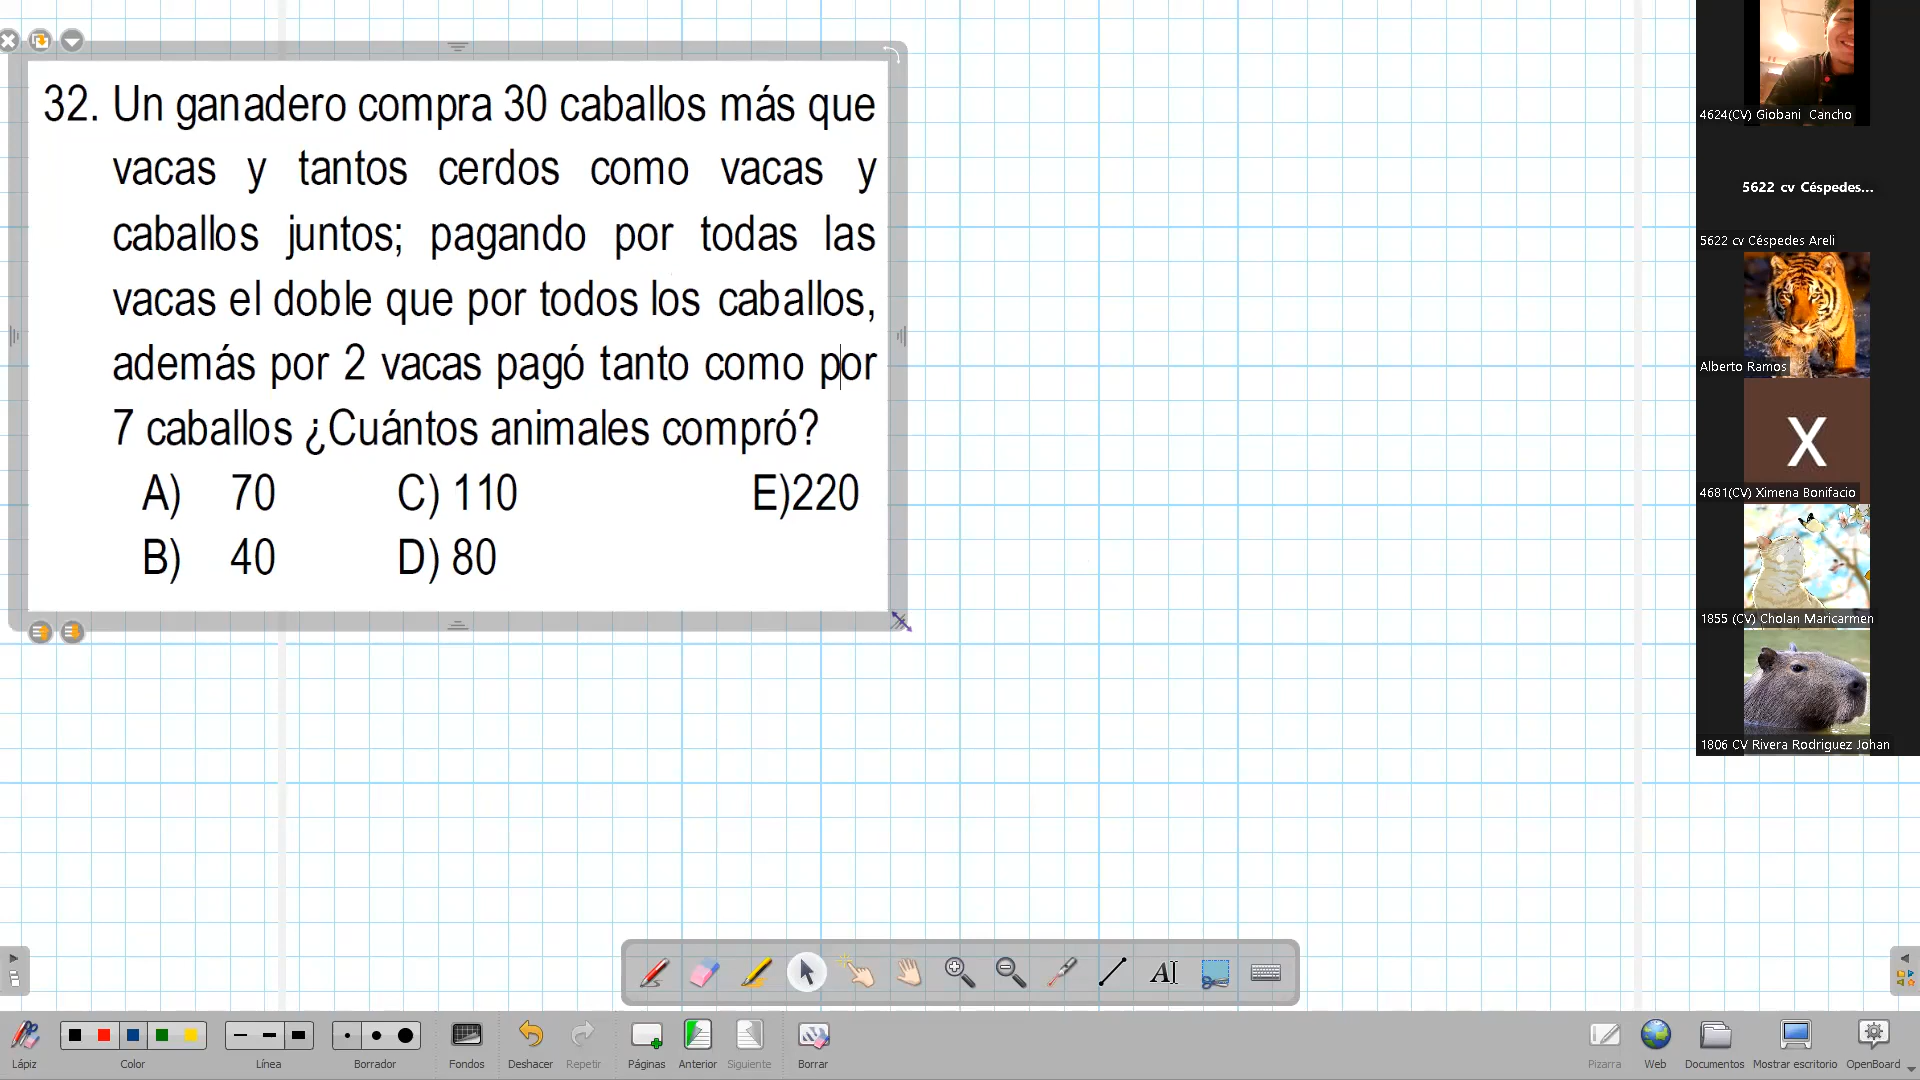 32. Un ganadero compra 30 caballos más que
vacas y tantos cerdos como vacas y
caballos juntos; pagando por todas las
vacas el doble que por todos los caballos,
además por 2 vacas pagó tanto como por
7 caballos ¿Cuántos animales compró?
A) 70 C) 110 E)220
B) 40 D) 80
4624(CV) Giobani Cancho
5622 cv Céspedes...
5622 cv Céspedes Areli
Alberto Ramos
X
4681(CV) Ximena Bonifacio
1855 (CV) Cholan Maricarmen
1806 CV Rivera Rodriguez Johan
AI
Lápiz Color Línea Borrador Fondos Deshacer Repetir Páginas Anterior Siguiente Borrar Pizarra Web Documentos Mostrar escritorio OpenBoard